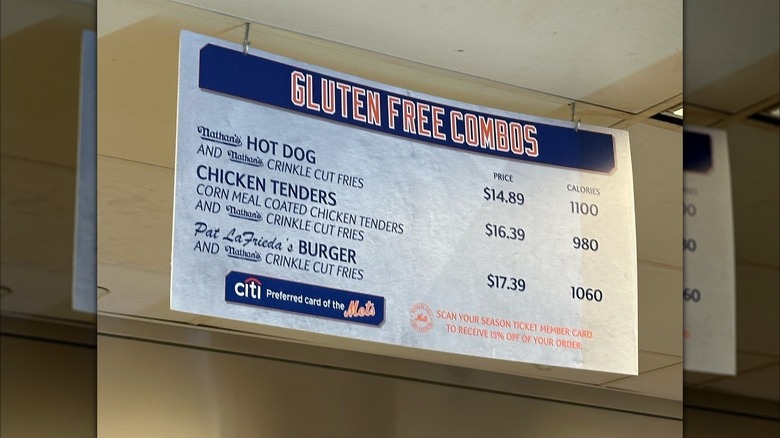 GLUTEN FREE COMBOS
PRICE
CALORIES
Nathan's HOT DOG
AND Nathan's CRINKLE CUT FRIES
$14.89
1100
CHICKEN TENDERS
CORN MEAL COATED CHICKEN TENDERS
AND Nathan's CRINKLE CUT FRIES
$16.39
980
Pat LaFrieda's BURGER
AND Nathan's CRINKLE CUT FRIES
$17.39
1060
citi Preferred card of the Mets
SCAN YOUR SEASON TICKET MEMBER CARD
TO RECEIVE 15% OFF OF YOUR ORDER.